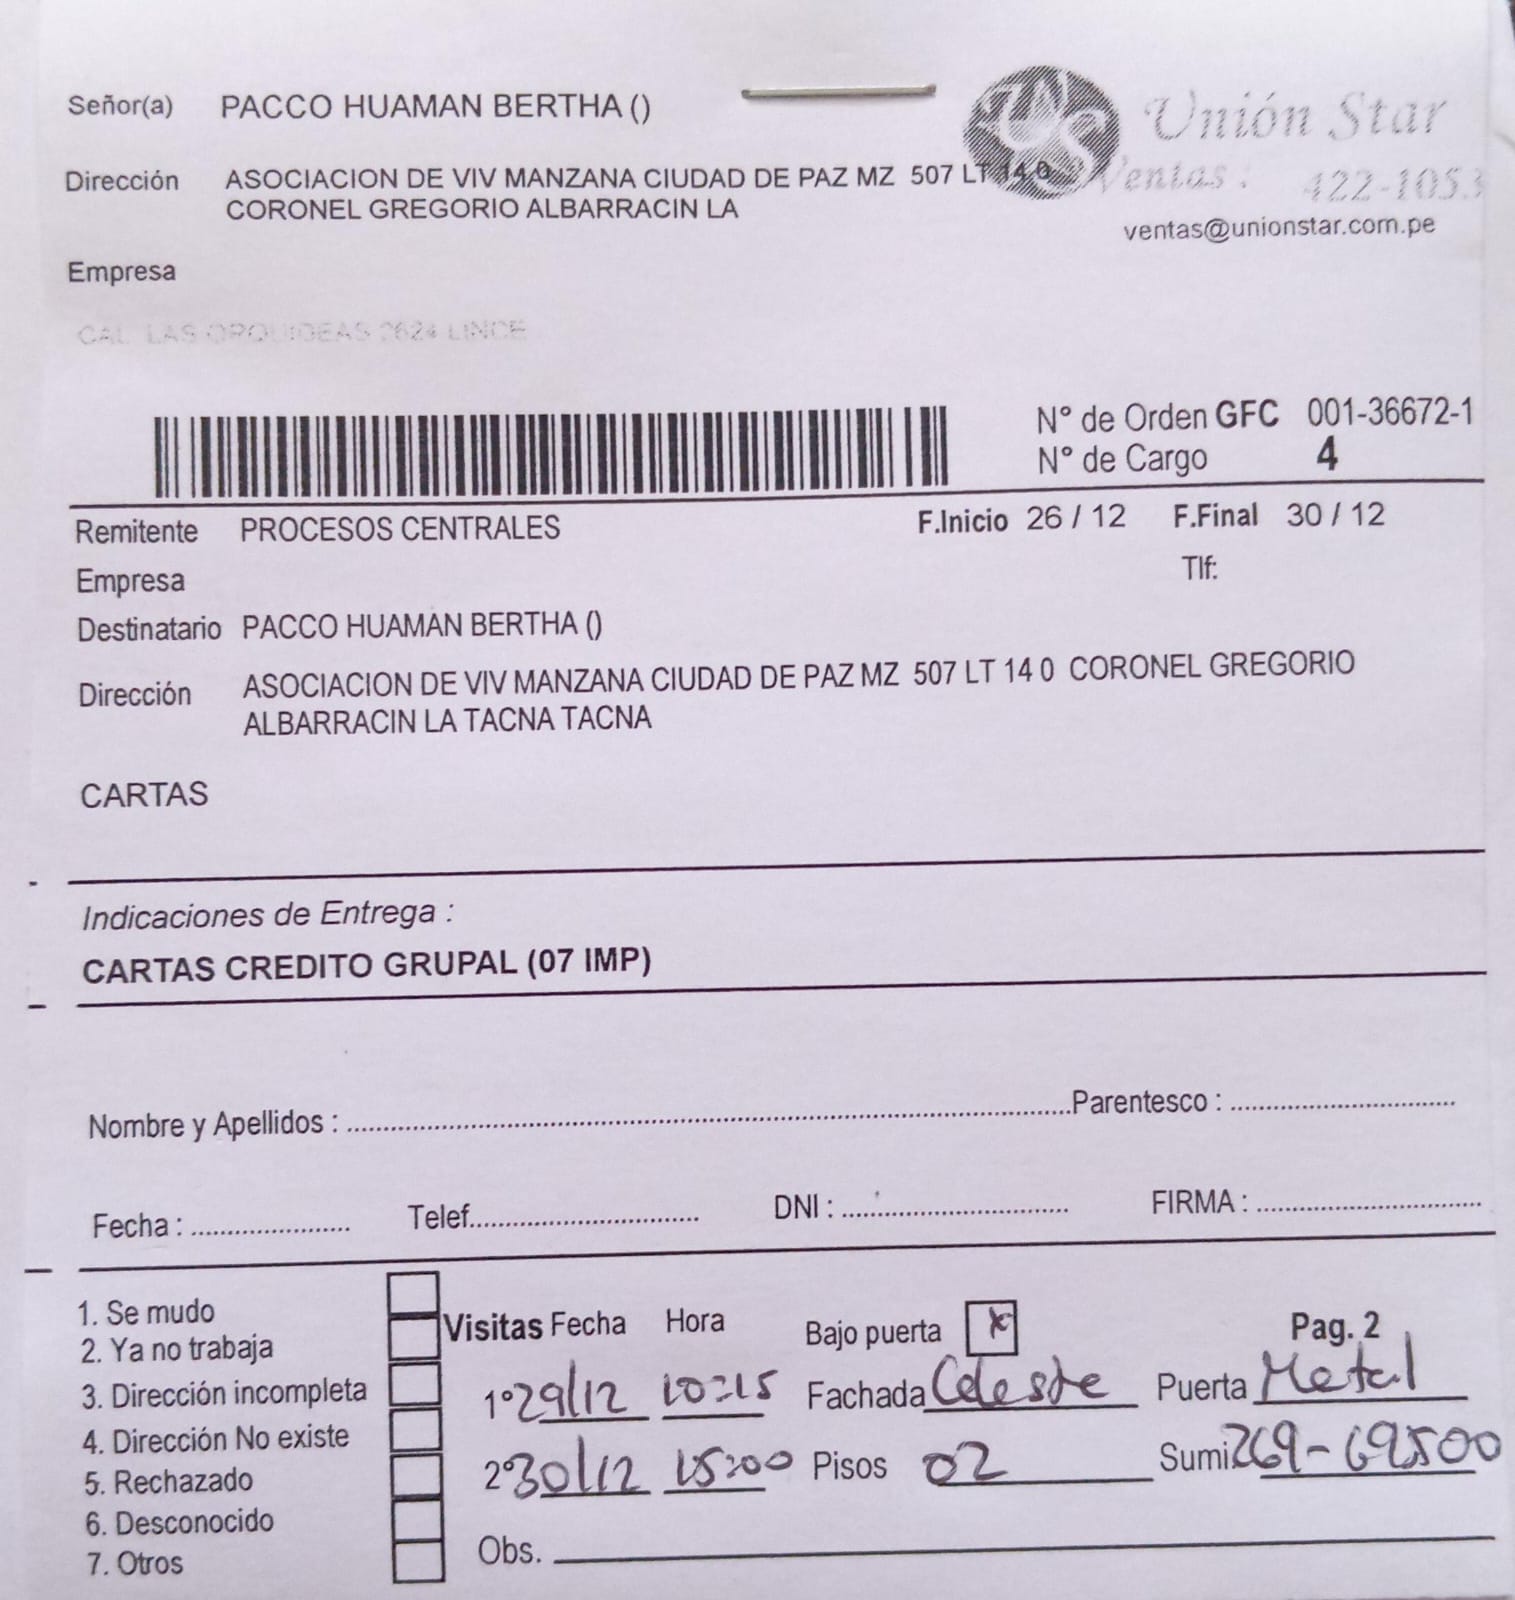 Señor(a) PACCO HUAMAN BERTHA ()
Unión Star
Dirección ASOCIACION DE VIV MANZANA CIUDAD DE PAZ MZ 507 LT 14 0
Ventas : 422-1053
CORONEL GREGORIO ALBARRACIN LA
ventas@unionstar.com.pe
Empresa
CAL LAS ORQUIDEAS 2624 LINCE
N° de Orden GFC 001-36672-1
N° de Cargo 4
Remitente PROCESOS CENTRALES F.Inicio 26 / 12 F.Final 30 / 12
Empresa Tlf:
Destinatario PACCO HUAMAN BERTHA ()
Dirección ASOCIACION DE VIV MANZANA CIUDAD DE PAZ MZ 507 LT 14 0 CORONEL GREGORIO
ALBARRACIN LA TACNA TACNA
CARTAS
Indicaciones de Entrega :
CARTAS CREDITO GRUPAL (07 IMP)
Nombre y Apellidos : Parentesco :
Fecha : Telef. DNI : FIRMA :
1. Se mudo
Visitas Fecha Hora Bajo puerta x Pag. 2
2. Ya no trabaja
3. Dirección incompleta 1° 29/12 10:15 Fachada Celeste Puerta Metal
4. Dirección No existe
5. Rechazado 2° 30/12 15:00 Pisos 02 Sumi. 269-69500
6. Desconocido
7. Otros Obs.